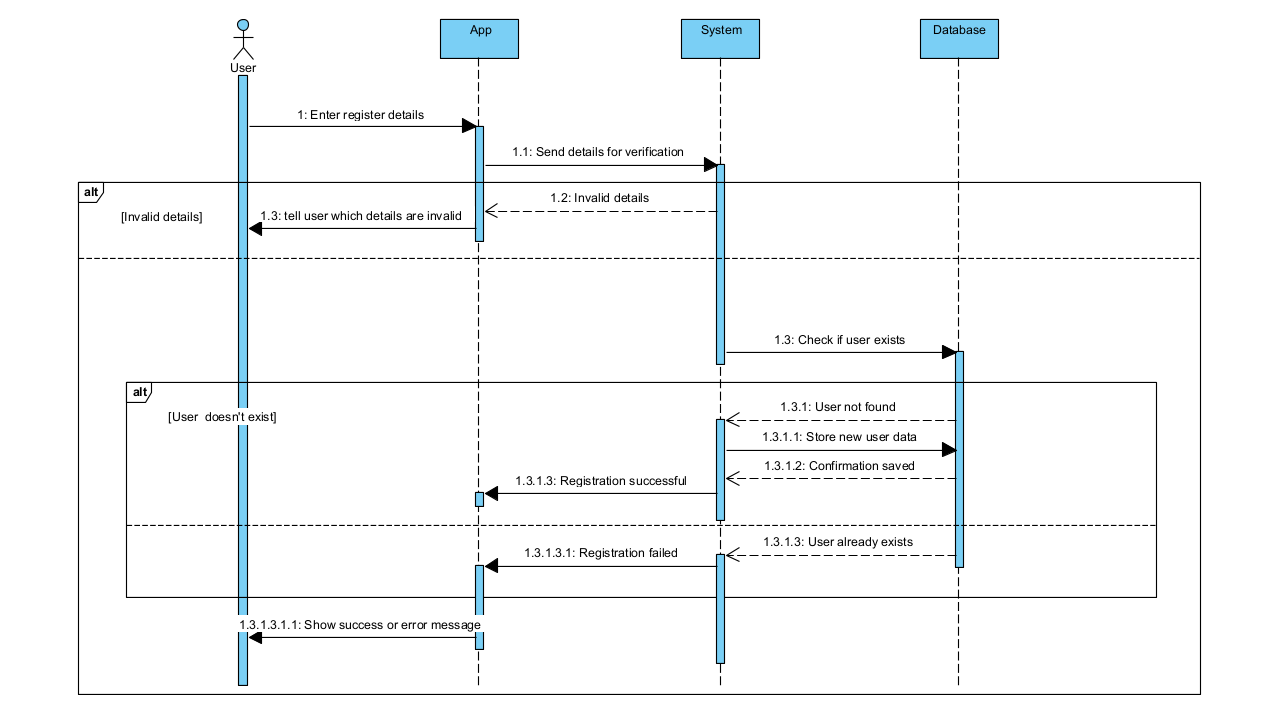 User
App
System
Database
1: Enter register details
1.1: Send details for verification
alt
[Invalid details]
1.2: Invalid details
1.3: tell user which details are invalid
1.3: Check if user exists
alt
[User  doesn't exist]
1.3.1: User not found
1.3.1.1: Store new user data
1.3.1.2: Confirmation saved
1.3.1.3: Registration successful
1.3.1.3: User already exists
1.3.1.3.1: Registration failed
1.3.1.3.1.1: Show success or error message